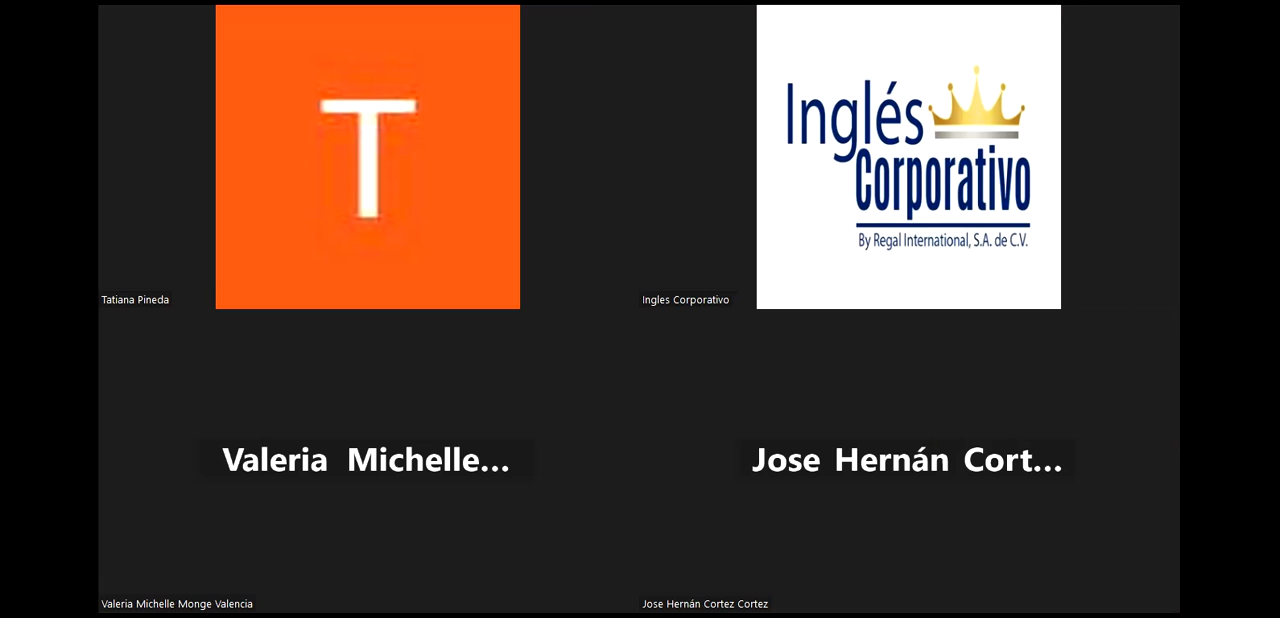 T
Inglés
Corporativo
By Regal International, S.A. de C.V.
Tatiana Pineda
Ingles Corporativo
Valeria Michelle...
Jose Hernán Cort...
Valeria Michelle Monge Valencia
Jose Hernán Cortez Cortez